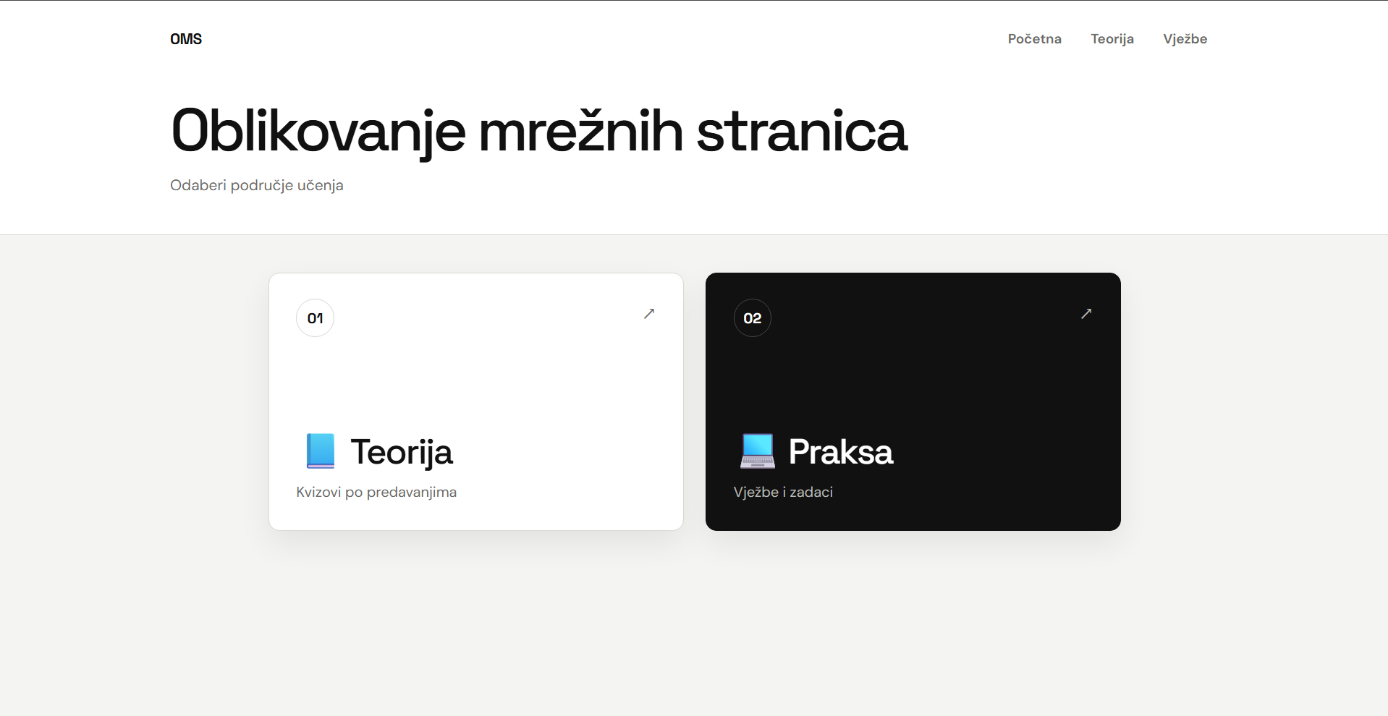 OMS
Početna Teorija Vježbe
Oblikovanje mrežnih stranica
Odaberi područje učenja
01
Teorija
Kvizovi po predavanjima
02
Praksa
Vježbe i zadaci